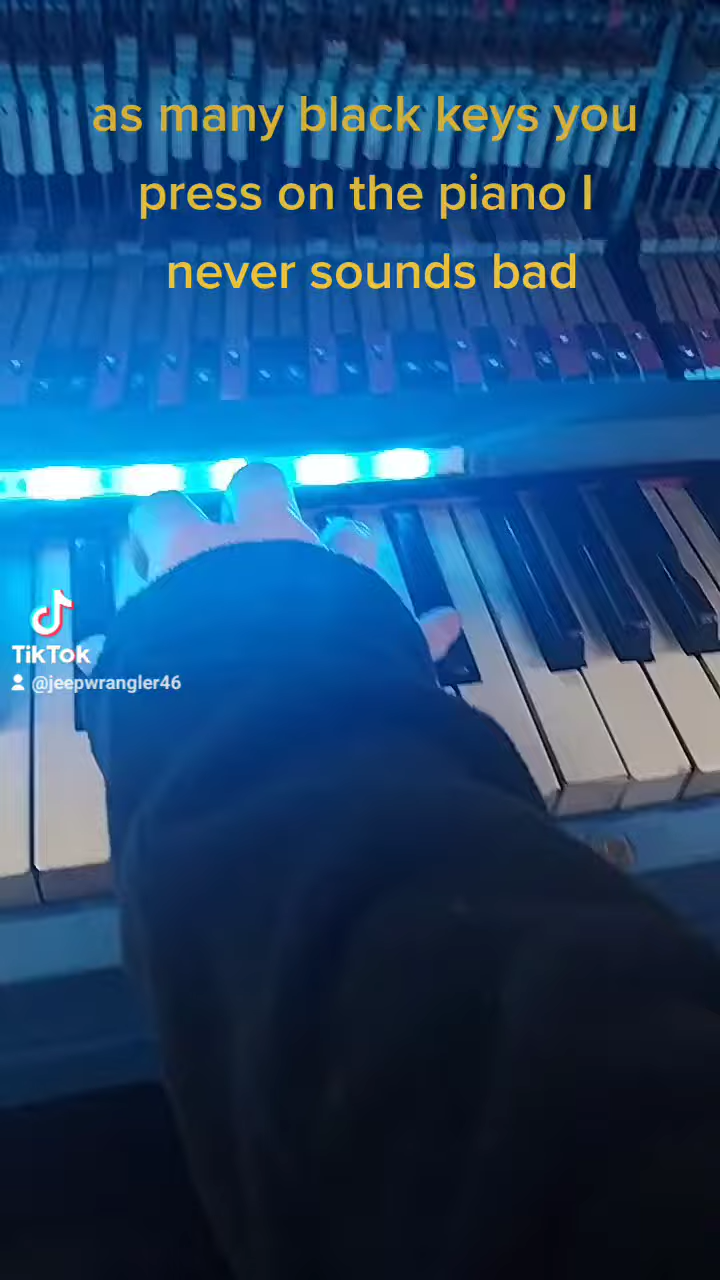 as many black keys you
press on the piano I
never sounds bad
TikTok
@jeepwrangler46